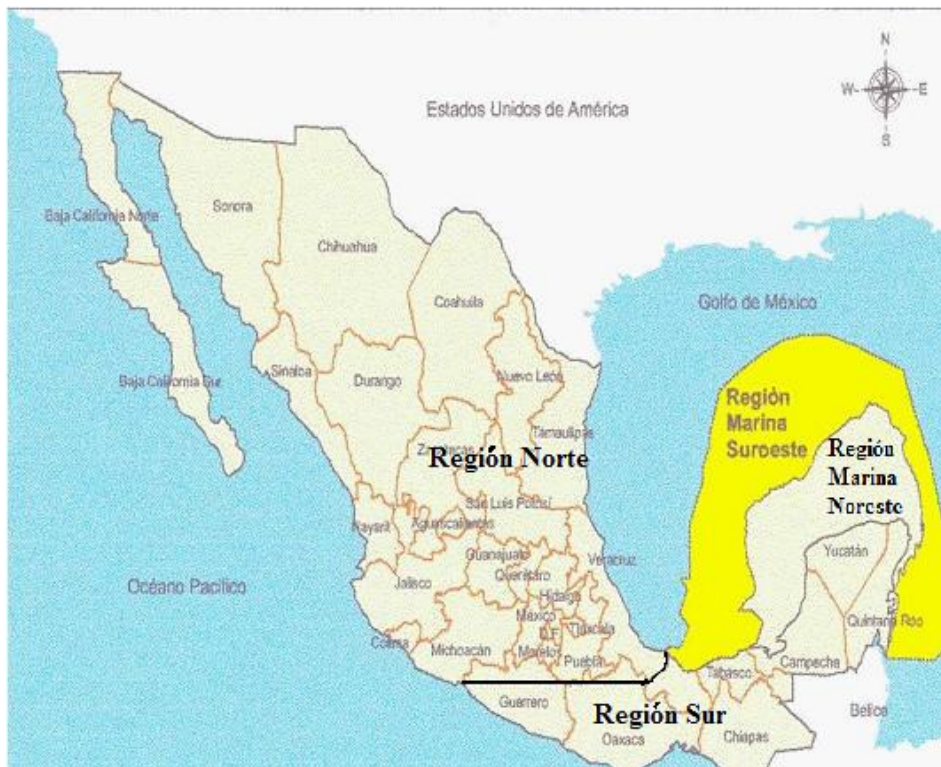 N
W
E
S
Estados Unidos de América
Baja California Norte
Sonora
Chihuahua
Coahuila
Golfo de México
Baja California Sur
Sinaloa
Durango
Nuevo León
Tamaulipas
Región
Marina
Suroeste
Región
Marina
Noreste
Zacatecas
Región Norte
San Luis Potosí
Nayarit
Aguascalientes
Guanajuato
Querétaro
Hidalgo
Veracruz
Yucatán
Océano Pacífico
Jalisco
México
D.F.
Tlaxcala
Quintana Róo
Colima
Michoacán
Morelos
Puebla
Tabasco
Campeche
Guerrero
Región Sur
Oaxaca
Chiapas
Belice